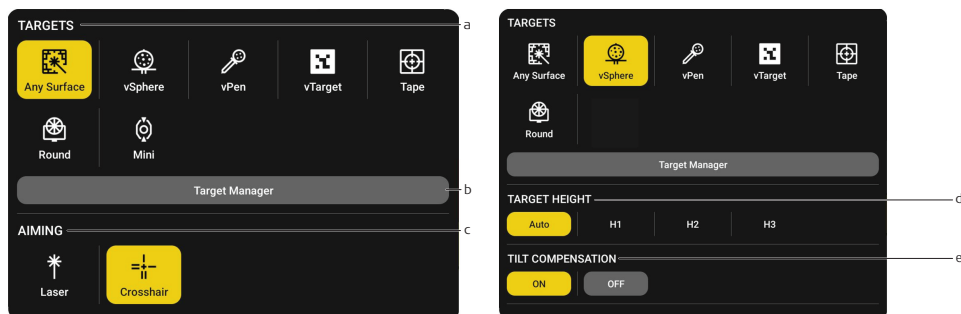 TARGETS
a
Any Surface
vSphere
vPen
vTarget
Tape
Round
Mini
Target Manager
b
AIMING
c
Laser
Crosshair
TARGETS
Any Surface
vSphere
vPen
vTarget
Tape
Round
Target Manager
TARGET HEIGHT
d
Auto
H1
H2
H3
TILT COMPENSATION
e
ON
OFF